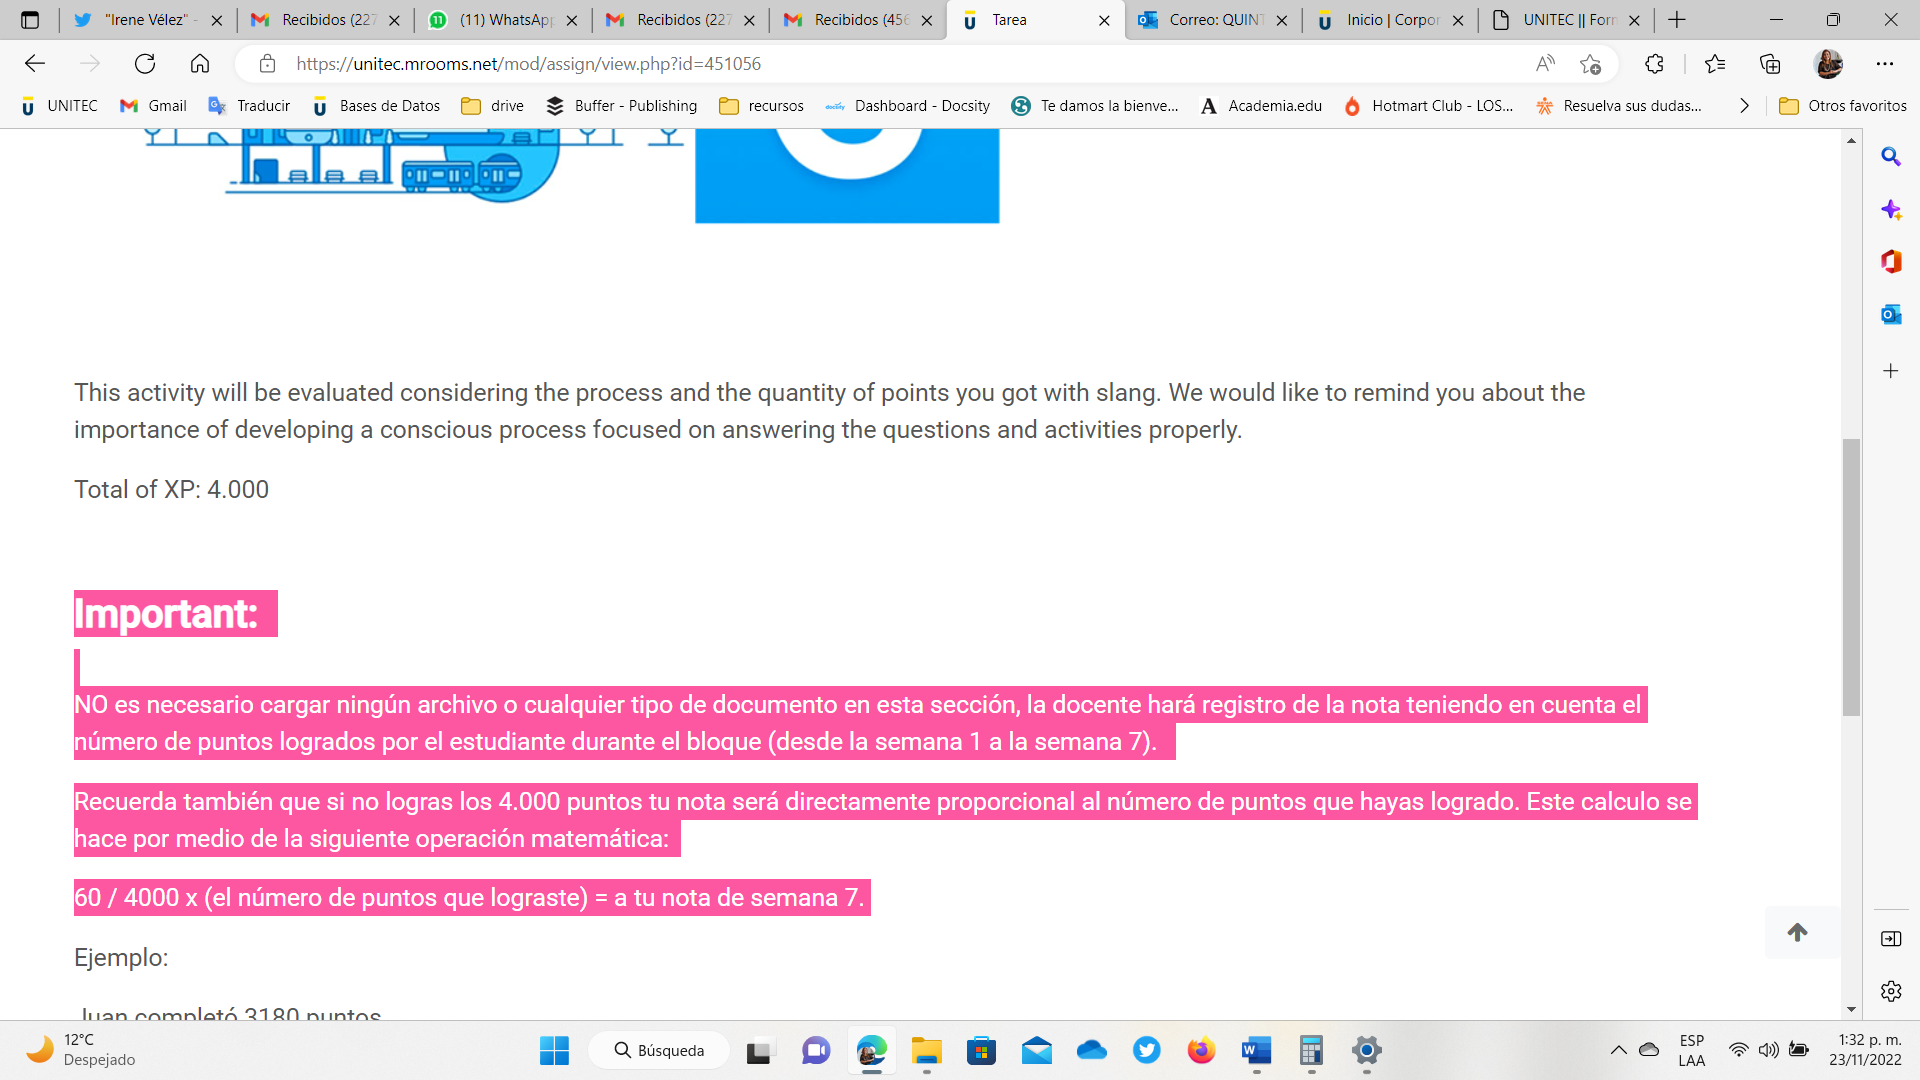 "Irene Vélez" -
Recibidos (227
(11) WhatsApp
Recibidos (227
Recibidos (456
Tarea
Correo: QUINT
Inicio | Corpor
UNITEC || For
https://unitec.mrooms.net/mod/assign/view.php?id=451056
UNITEC
Gmail
Traducir
Bases de Datos
drive
Buffer - Publishing
recursos
Dashboard - Docsity
Te damos la bienve...
Academia.edu
Hotmart Club - LOS...
Resuelva sus dudas...
Otros favoritos
This activity will be evaluated considering the process and the quantity of points you got with slang. We would like to remind you about the
importance of developing a conscious process focused on answering the questions and activities properly.
Total of XP: 4.000
Important:
NO es necesario cargar ningún archivo o cualquier tipo de documento en esta sección, la docente hará registro de la nota teniendo en cuenta el
número de puntos logrados por el estudiante durante el bloque (desde la semana 1 a la semana 7).
Recuerda también que si no logras los 4.000 puntos tu nota será directamente proporcional al número de puntos que hayas logrado. Este calculo se
hace por medio de la siguiente operación matemática:
60 / 4000 x (el número de puntos que lograste) = a tu nota de semana 7.
Ejemplo:
Juan completó 3180 puntos
12°C
Despejado
Búsqueda
ESP
LAA
1:32 p. m.
23/11/2022